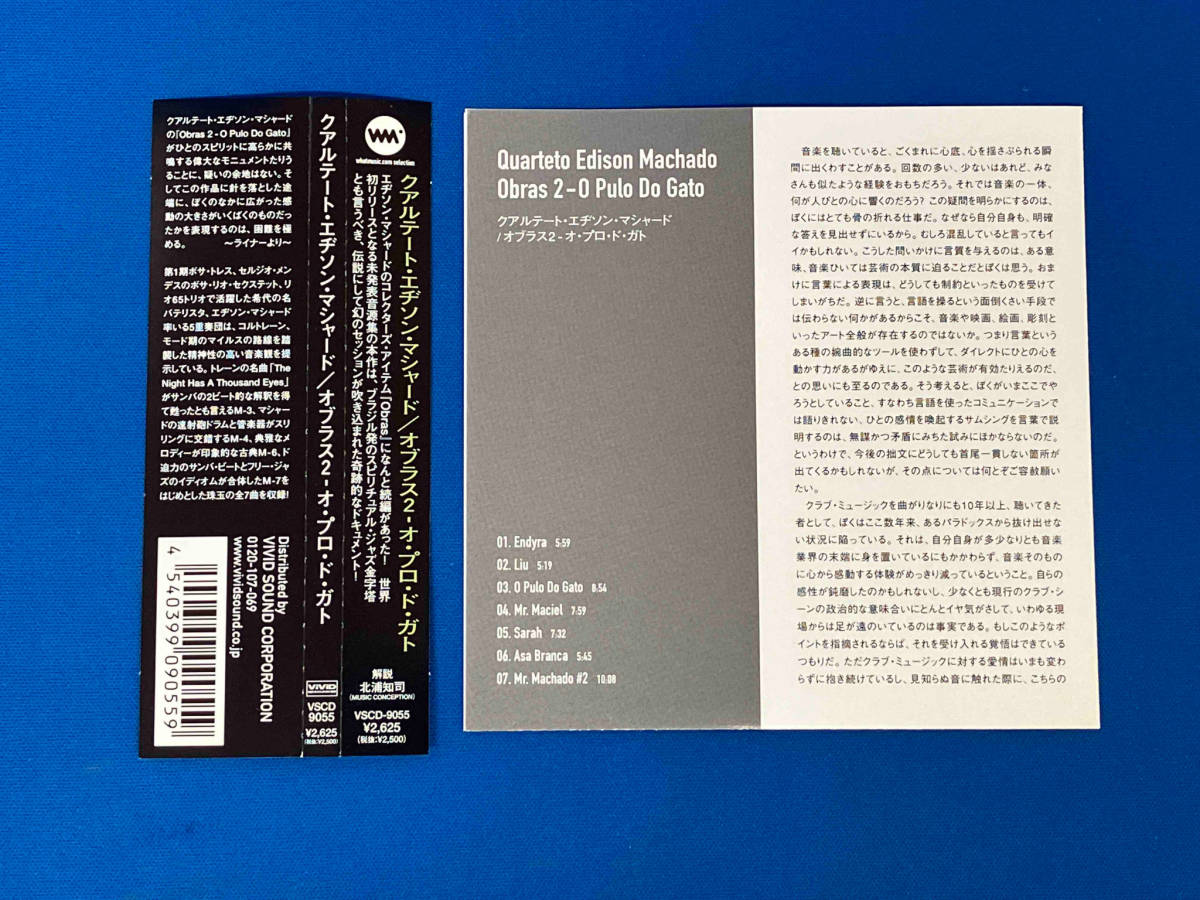 クアルテート・エヂソン・マシャード
の「Obras 2 - O Pulo Do Gato」
がひとのスピリットに高らかに共
鳴する偉大なモニュメントたりう
ることに、疑いの余地はない。そ
してこの作品に針を落とした途
端に、ぼくのなかに広がった感
動の大きさがいくばくのものだっ
たかを表現するのは、困難を極
める。 〜ライナーより〜
第1期ボサ・トレス、セルジオ・メン
デスのボサ・リオ・セクステット、リ
オ65トリオで活躍した希代の名
バテリスタ、エヂソン・マシャード
率いる5重奏団は、コルトレーン、
モード期のマイルスの路線を踏
襲した精神性の高い音楽観を提
示している。トレーンの名曲「The
Night Has A Thousand Eyes」
がサンバの2ビート的な解釈を得
て甦ったとも言えるM-3、マシャー
ドの速射砲ドラムと管楽器がスリ
リングに交錯するM-4、典雅なメ
ロディーが印象的な古典M-6、ド
迫力のサンバ・ビートとフリー・ジャ
ズのイディオムが合体したM-7を
はじめとした珠玉の全7曲を収録!
4 540399 090559
Distributed by
VIVID SOUND CORPORATION
0120-107-069
www.vividsound.co.jp
クアルテート・エヂソン・マシャード/オブラス2 - オ・プロ・ド・ガト
VIVID
VSCD
9055
¥2,625
(税抜:¥2,500)
WM
whatmusic.com selection
クアルテート・エヂソン・マシャード/オブラス2 - オ・プロ・ド・ガト
エヂソン・マシャードのコレクターズ・アイテム「Obras」になんと続編があった! 世界
初リリースとなる未発表音源集の本作は、ブラジル発のスピリチュアル・ジャズ金字塔
とも言うべき、伝説にして幻のセッションが吹き込まれた奇跡的なドキュメント!
解説
北浦知司
(MUSIC CONCEPTION)
VSCD-9055
¥2,625
(税抜:¥2,500)
Quarteto Edison Machado
Obras 2 - O Pulo Do Gato
クアルテート・エヂソン・マシャード
/オブラス2 - オ・プロ・ド・ガト
01. Endyra 5:59
02. Liu 5:19
03. O Pulo Do Gato 8:54
04. Mr. Maciel 7:59
05. Sarah 7:32
06. Asa Branca 5:45
07. Mr. Machado #2 10:08
音楽を聴いていると、ごくまれに心底、心を揺さぶられる瞬
間に出くわすことがある。回数の多い、少ないはあれど、みな
さんも似たような経験をおもちだろう。それでは音楽の一体、
何が人びとの心に響くのだろう? この疑問を明らかにするのは、
ぼくにはとても骨の折れる仕事だ。なぜなら自分自身も、明確
な答えを見出せずにいるから。むしろ混乱していると言ってもイ
イかもしれない。こうした問いかけに言質を与えるのは、ある意
味、音楽ひいては芸術の本質に迫ることだとぼくは思う。おま
けに言葉による表現は、どうしても制約といったものを受けて
しまいがちだ。逆に言うと、言語を操るという面倒くさい手段で
は伝わらない何かがあるからこそ、音楽や映画、絵画、彫刻と
いったアート全般が存在するのではないか。つまり言葉という
ある種の婉曲的なツールを使わずして、ダイレクトにひとの心を
動かす力があるがゆえに、このような芸術が有効たりえるのだ、
との思いにも至るのである。そう考えると、ぼくがいまここでや
ろうとしていること、すなわち言語を使ったコミュニケーションで
は語りきれない、ひとの感情を喚起するサムシングを言葉で説
明するのは、無謀かつ矛盾にみちた試みにほかならないのだ。
というわけで、今後の拙文にどうしても首尾一貫しない箇所が
出てくるかもしれないが、その点については何とぞご容赦願い
たい。
クラブ・ミュージックを曲がりなりにも10年以上、聴いてきた
者として、ぼくはここ数年来、あるパラドックスから抜け出せな
い状況に陥っている。それは、自分自身が多少なりとも音楽
業界の末端に身を置いているにもかかわらず、音楽そのもの
に心から感動する体験がめっきり減っているということ。自らの
感性が鈍磨したのかもしれないし、少なくとも現行のクラブ・シ
ーンの政治的な意味合いにとんとイヤ気がさして、いわゆる現
場からは足が遠のいているのは事実である。もしこのような
ポイントを指摘されるならば、それを受け入れる覚悟はできている
つもりだ。ただクラブ・ミュージックに対する愛情はいまも変わ
らずに抱き続けているし、見知らぬ音に触れた際に、こちらの